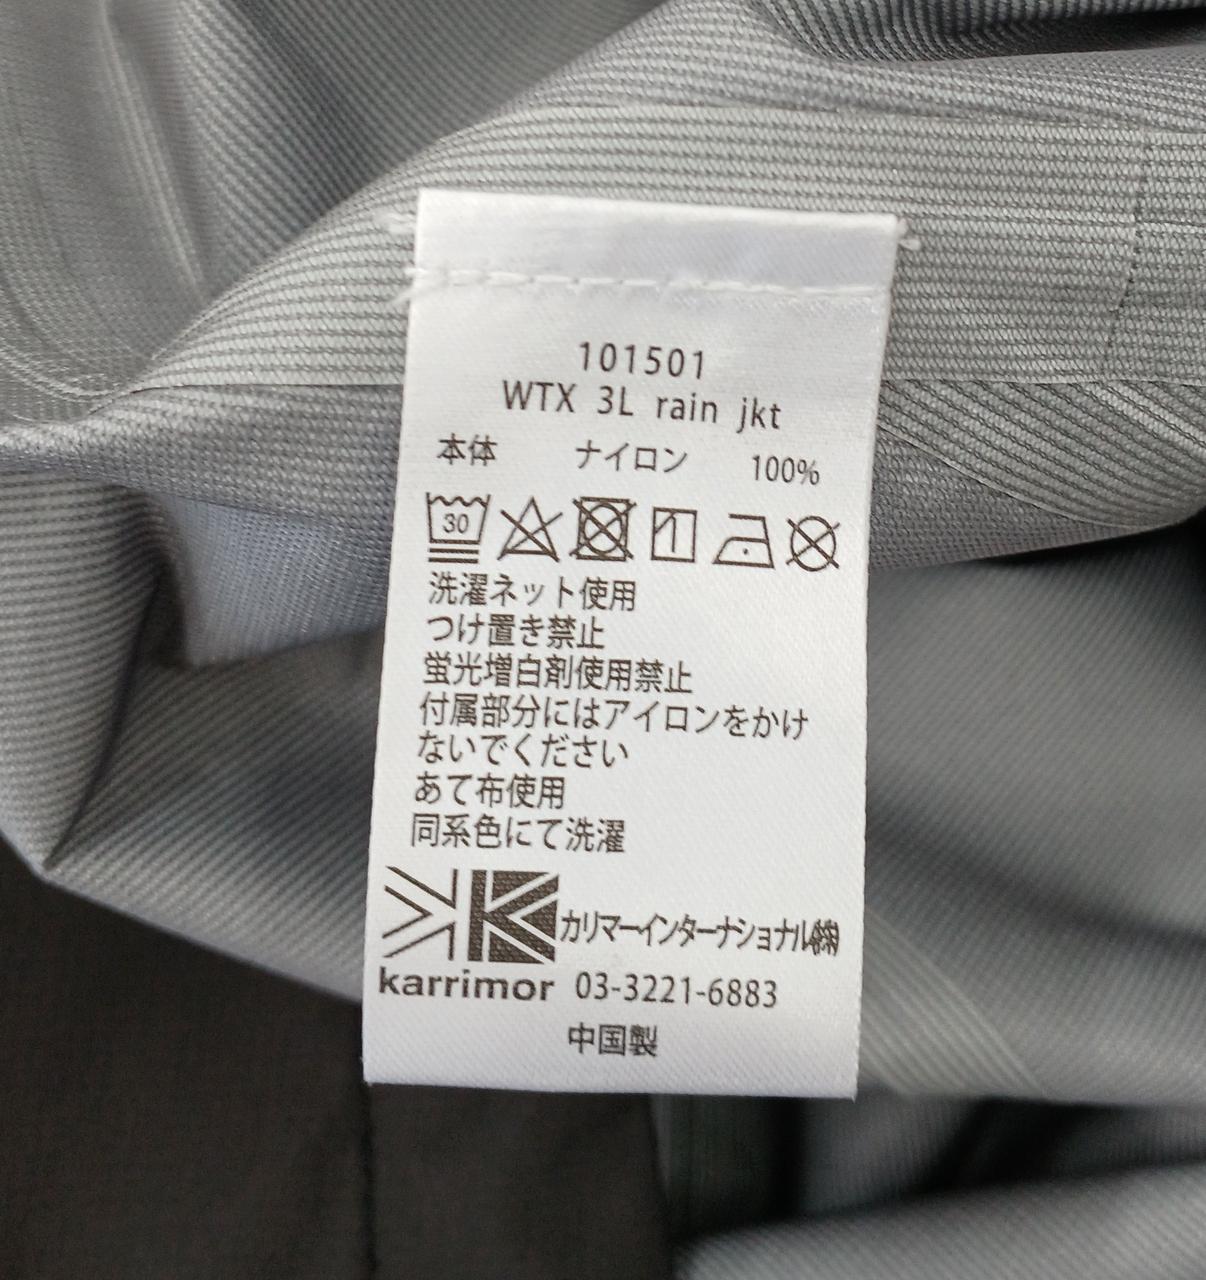 101501
WTX 3L rain jkt
本体 ナイロン 100%
30
洗濯ネット使用
つけ置き禁止
蛍光増白剤使用禁止
付属部分にはアイロンをかけ
ないでください
あて布使用
同系色にて洗濯
カリマーインターナショナル㈱
karrimor 03-3221-6883
中国製